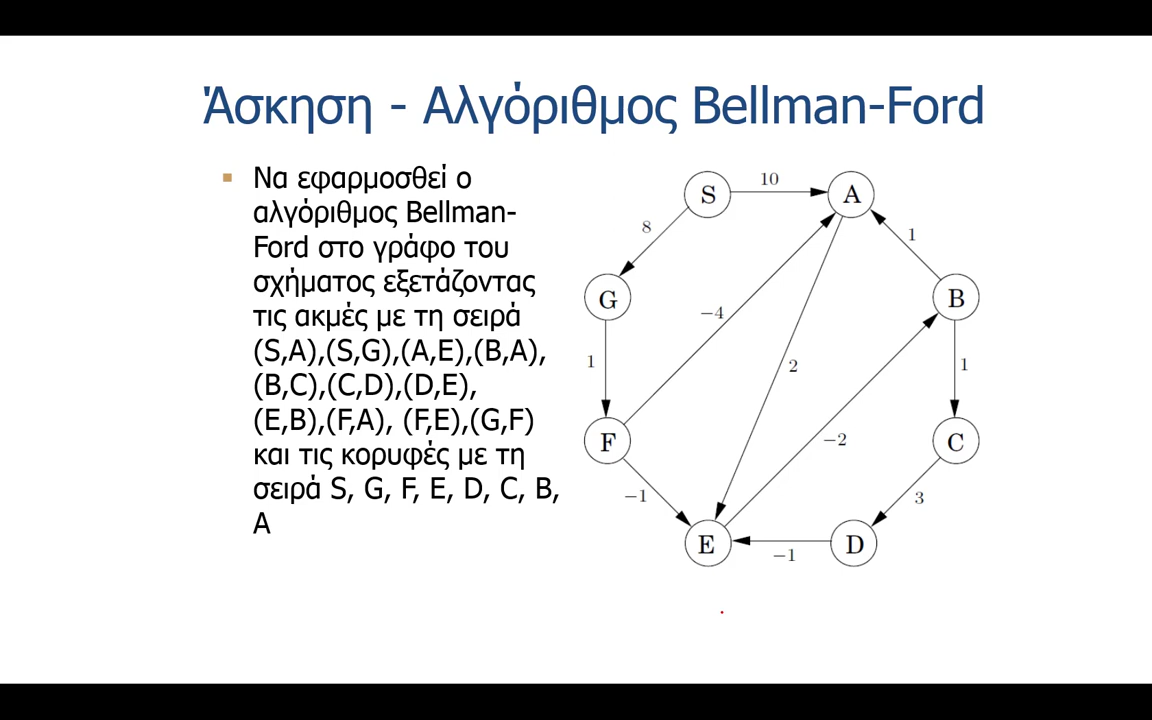 Άσκηση - Αλγόριθμος Bellman-Ford
▪ Να εφαρμοσθεί ο
αλγόριθμος Bellman-
Ford στο γράφο του
σχήματος εξετάζοντας
τις ακμές με τη σειρά
(S,A),(S,G),(A,E),(B,A),
(B,C),(C,D),(D,E),
(E,B),(F,A), (F,E),(G,F)
και τις κορυφές με τη
σειρά S, G, F, E, D, C, B,
A
S
10
A
8
1
G
−4
B
1
2
1
F
−2
C
−1
3
E
−1
D